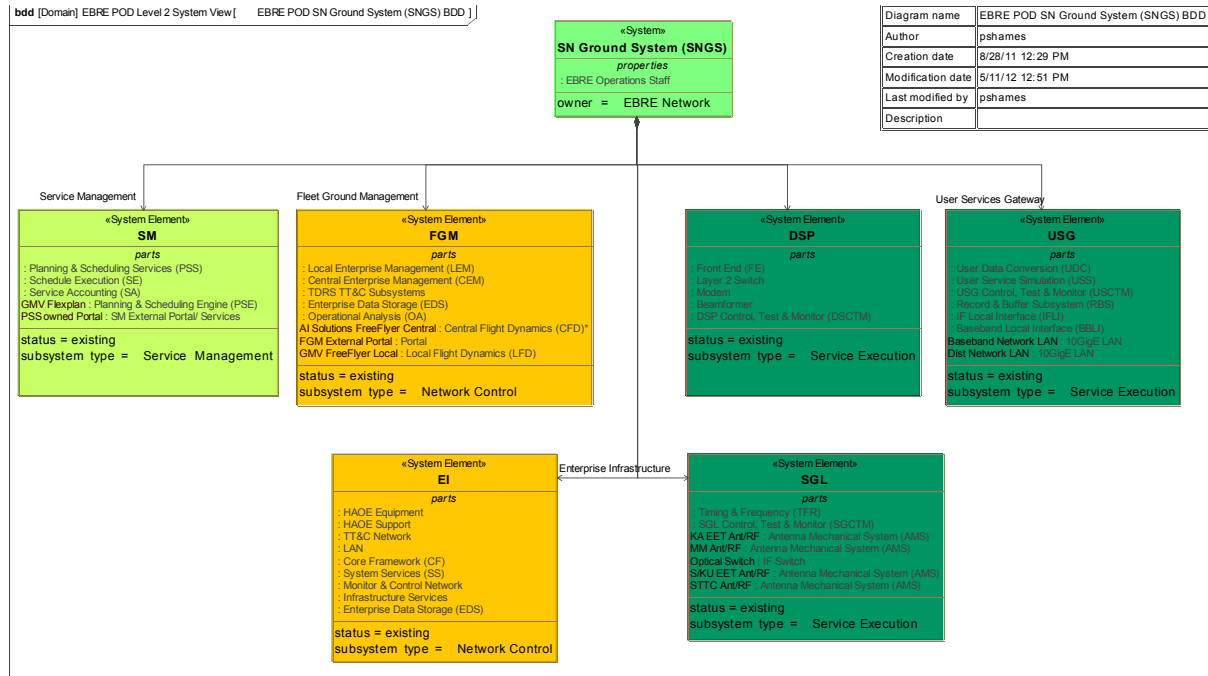 bdd [Domain] EBRE POD Level 2 System View[ EBRE POD SN Ground System (SNGS) BDD ]
Diagram name EBRE POD SN Ground System (SNGS) BDD
Author pshames
Creation date 8/28/11 12:29 PM
Modification date 5/11/12 12:51 PM
Last modified by pshames
Description
«System»
SN Ground System (SNGS)
properties
: EBRE Operations Staff
owner = EBRE Network
Service Management
«System Element»
SM
parts
: Planning & Scheduling Services (PSS)
: Schedule Execution (SE)
: Service Accounting (SA)
GMV Flexplan : Planning & Scheduling Engine (PSE)
PSS owned Portal : SM External Portal/ Services
status = existing
subsystem type = Service Management
Fleet Ground Management
«System Element»
FGM
parts
: Local Enterprise Management (LEM)
: Central Enterprise Management (CEM)
: TDRS TT&C Subsystems
: Enterprise Data Storage (EDS)
: Operational Analysis (OA)
AI Solutions FreeFlyer Central : Central Flight Dynamics (CFD)*
FGM External Portal : Portal
GMV FreeFlyer Local : Local Flight Dynamics (LFD)
status = existing
subsystem type = Network Control
«System Element»
DSP
parts
: Front End (FE)
: Layer 2 Switch
: Modem
: Beamformer
: DSP Control, Test & Monitor (DSCTM)
status = existing
subsystem type = Service Execution
User Services Gateway
«System Element»
USG
parts
: User Data Conversion (UDC)
: User Service Simulation (USS)
: USG Control, Test & Monitor (USCTM)
: Record & Buffer Subsystem (RBS)
: IF Local Interface (IFLI)
: Baseband Local Interface (BBLI)
Baseband Network LAN : 10GigE LAN
Dist Network LAN : 10GigE LAN
status = existing
subsystem type = Service Execution
Enterprise Infrastructure
«System Element»
EI
parts
: HAOE Equipment
: HAOE Support
: TT&C Network
: LAN
: Core Framework (CF)
: System Services (SS)
: Monitor & Control Network
: Infrastructure Services
: Enterprise Data Storage (EDS)
status = existing
subsystem type = Network Control
«System Element»
SGL
parts
: Timing & Frequency (TFR)
: SGL Control, Test & Monitor (SGCTM)
KA EET Ant/RF : Antenna Mechanical System (AMS)
MM Ant/RF : Antenna Mechanical System (AMS)
Optical Switch : IF Switch
S/KU EET Ant/RF : Antenna Mechanical System (AMS)
STTC Ant/RF : Antenna Mechanical System (AMS)
status = existing
subsystem type = Service Execution